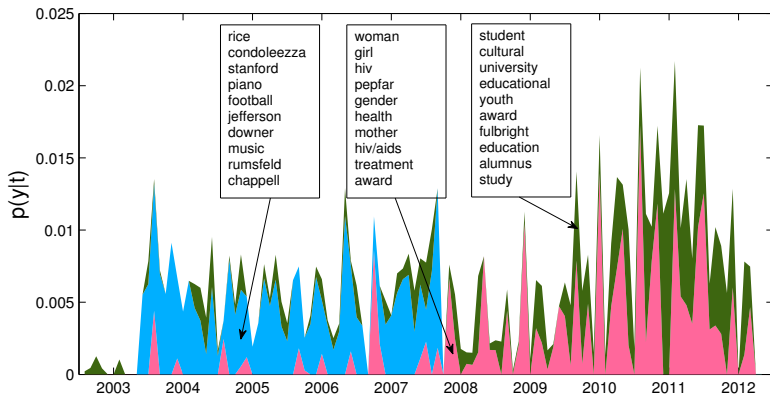 0.025
0.02
0.015
0.01
0.005
0
p(y|t)
rice
condoleezza
stanford
piano
football
jefferson
downer
music
rumsfeld
chappell
woman
girl
hiv
pepfar
gender
health
mother
hiv/aids
treatment
award
student
cultural
university
educational
youth
award
fulbright
education
alumnus
study
2003 2004 2005 2006 2007 2008 2009 2010 2011 2012